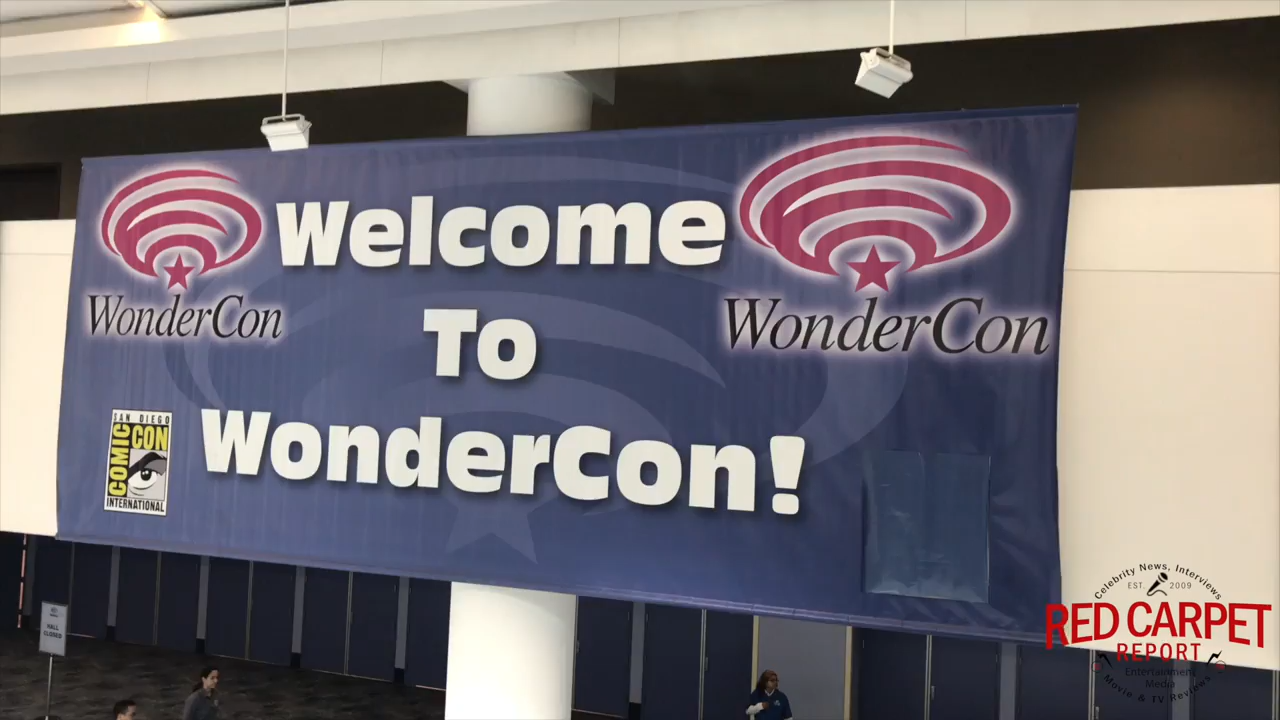 Welcome
To
WonderCon!
WonderCon
WonderCon
SAN DIEGO
COMIC
CON
INTERNATIONAL
HALL
CLOSED
Celebrity News, Interviews
EST. 2009
RED CARPET
REPORT
Entertainment
Media
Movie & TV Reviews